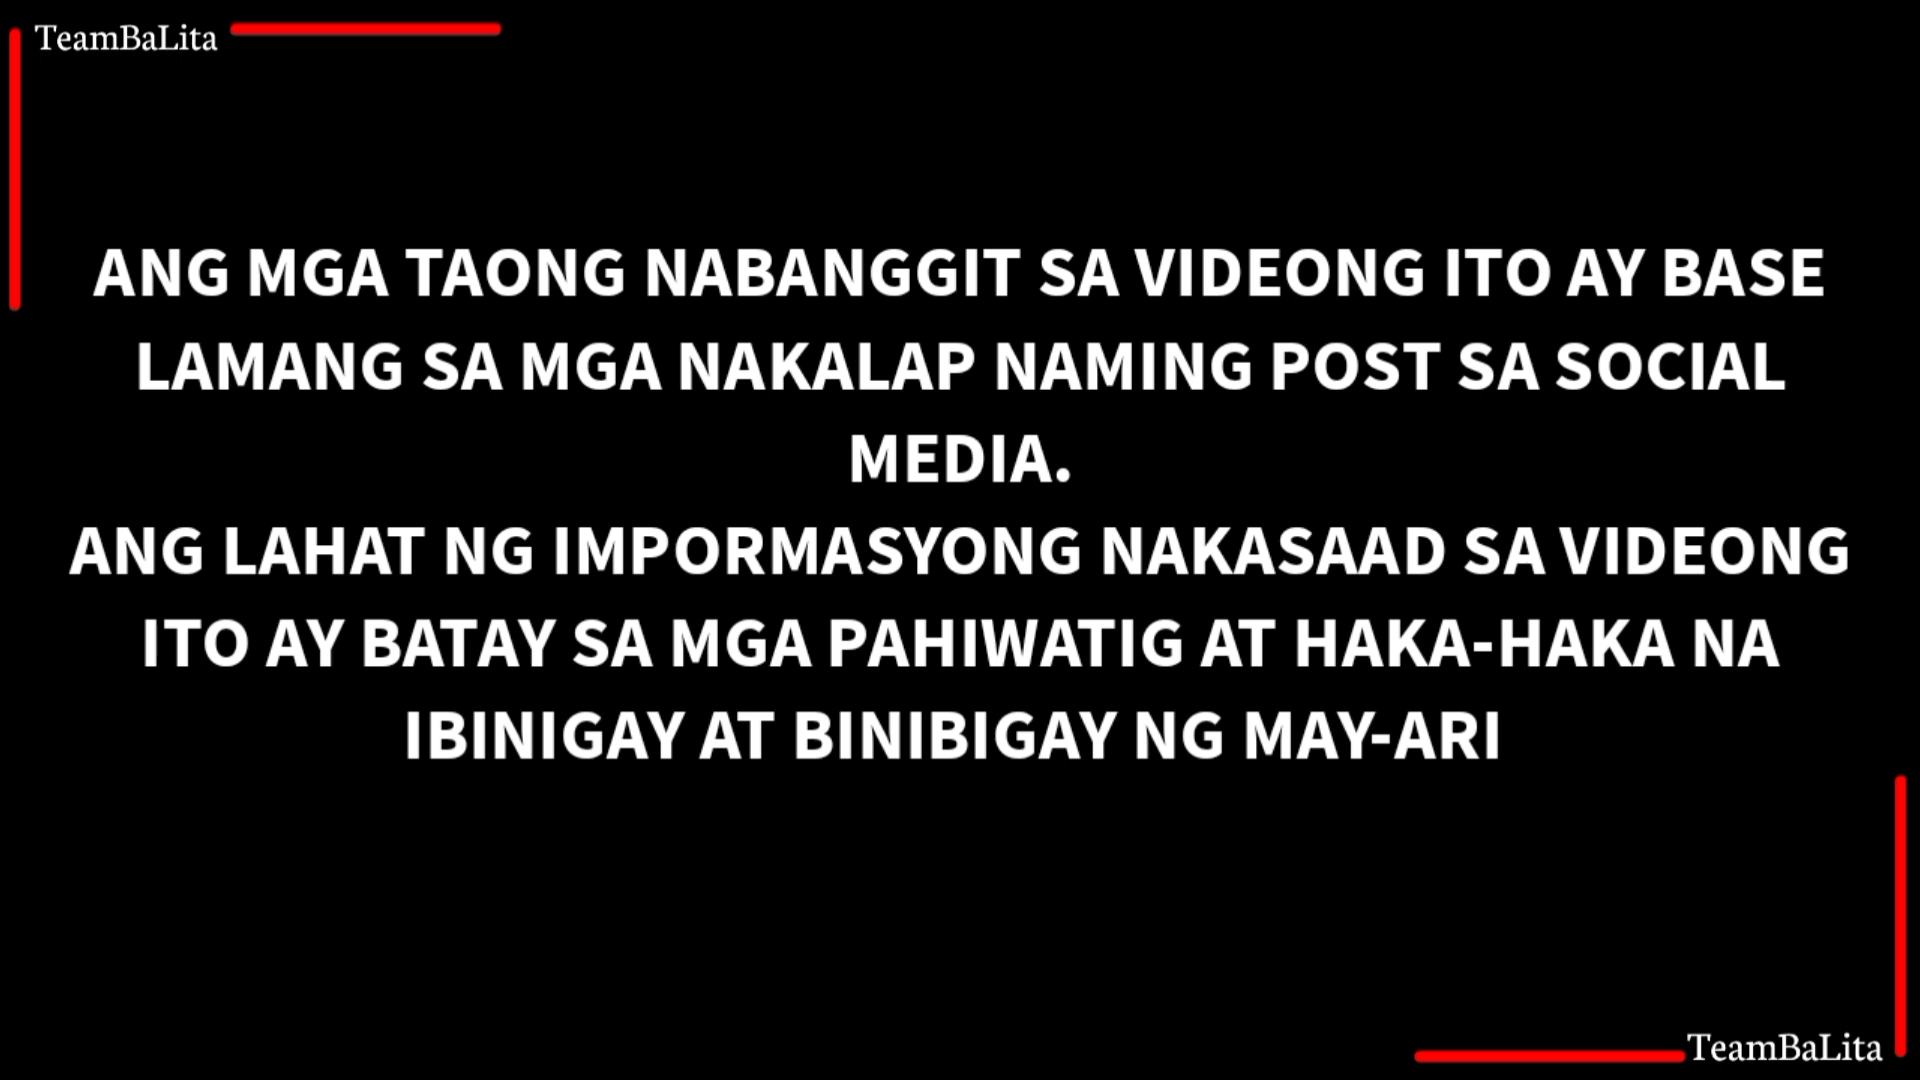 TeamBaLita
ANG MGA TAONG NABANGGIT SA VIDEONG ITO AY BASE
LAMANG SA MGA NAKALAP NAMING POST SA SOCIAL
MEDIA.
ANG LAHAT NG IMPORMASYONG NAKASAAD SA VIDEONG
ITO AY BATAY SA MGA PAHIWATIG AT HAKA-HAKA NA
IBINIGAY AT BINIBIGAY NG MAY-ARI
TeamBaLita